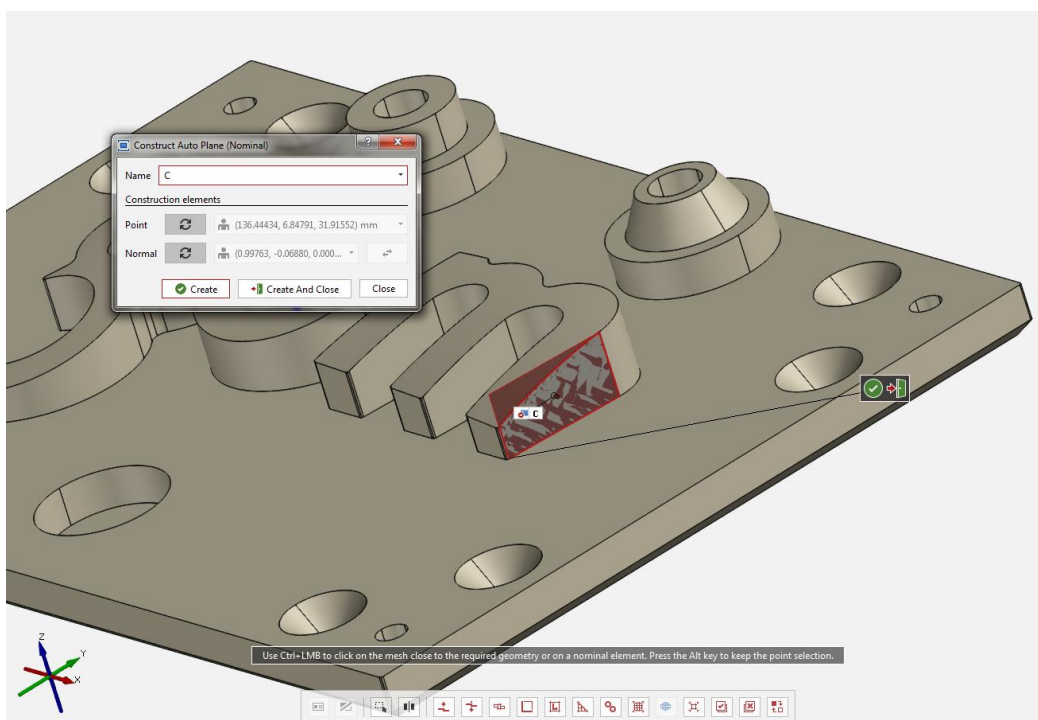 Construct Auto Plane (Nominal)
Name C
Construction elements
Point (136.44434, 6.84791, 31.91552) mm
Normal (0.99763, -0.06880, 0.000...
Create Create And Close Close
C
Z
Y
X
Use Ctrl+LMB to click on the mesh close to the required geometry or on a nominal element. Press the Alt key to keep the point selection.